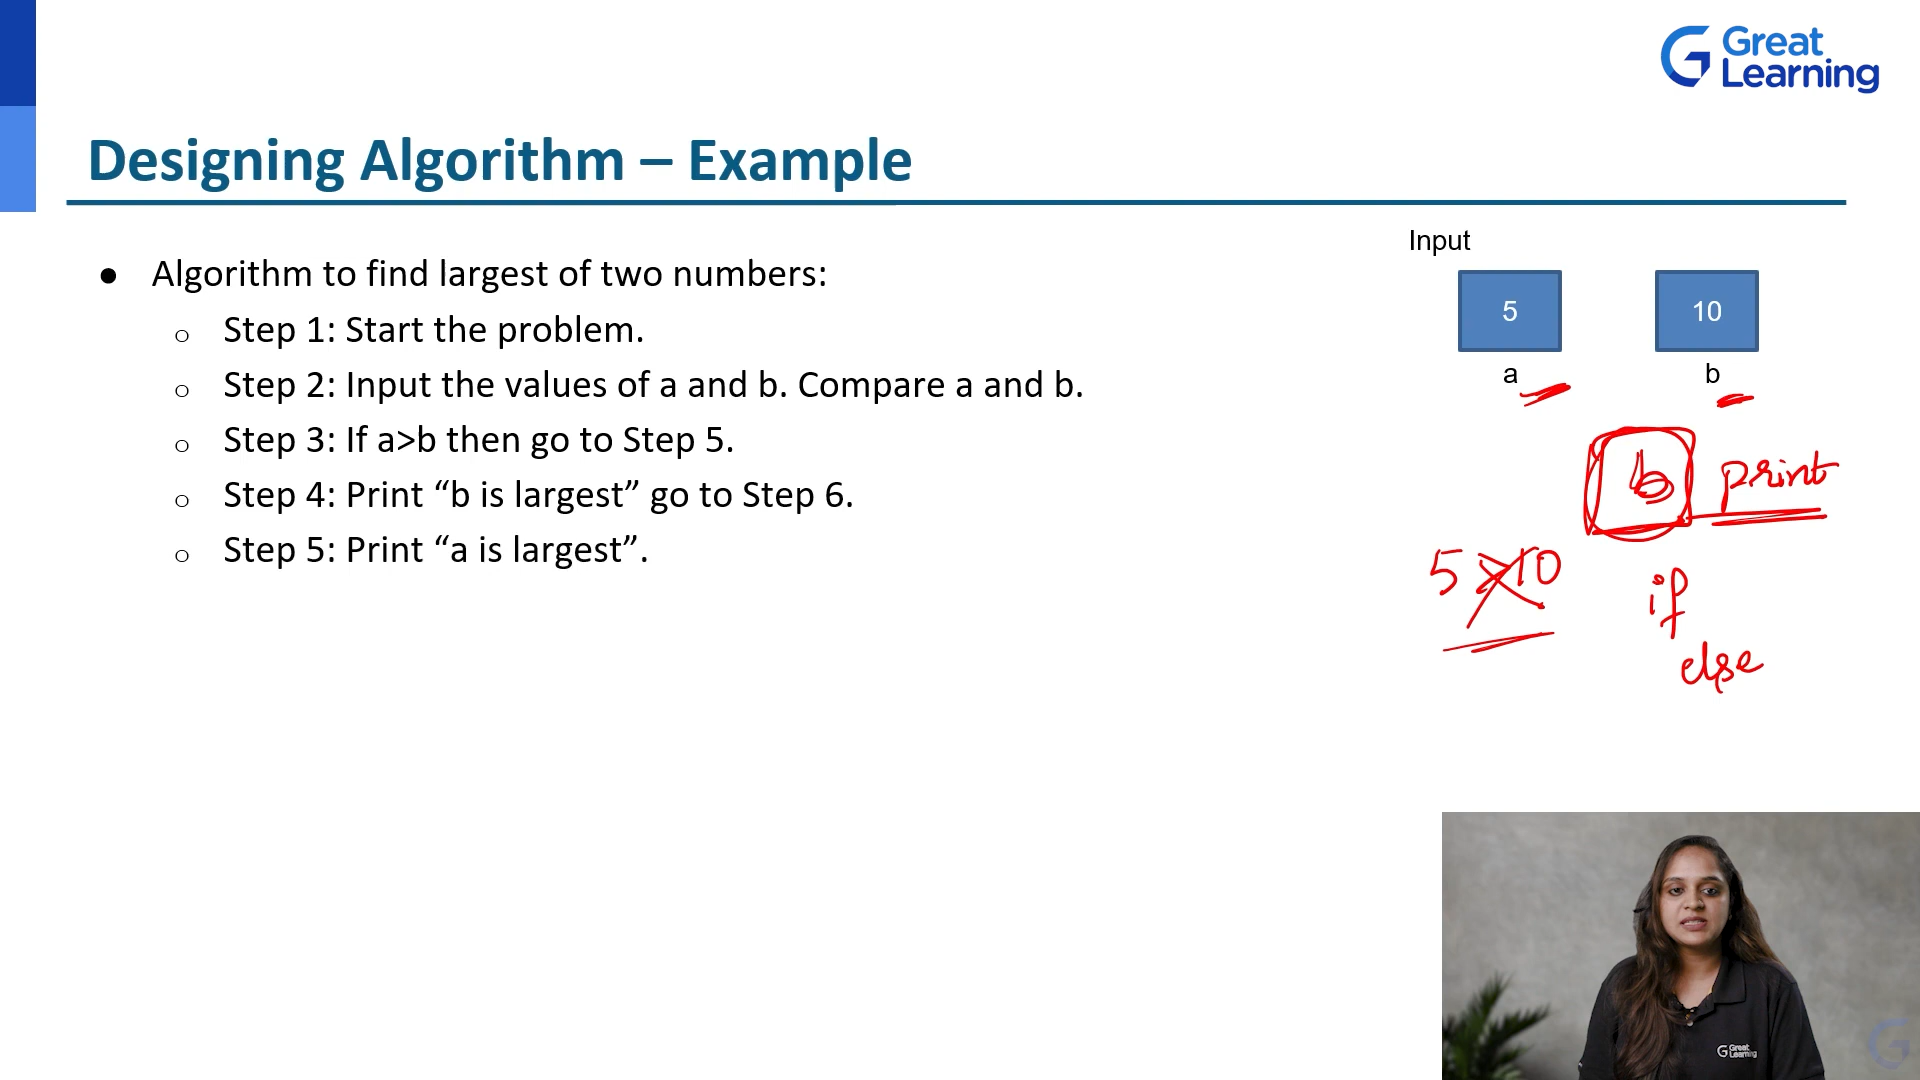 Great
Learning
Designing Algorithm – Example
● Algorithm to find largest of two numbers:
o Step 1: Start the problem.
o Step 2: Input the values of a and b. Compare a and b.
o Step 3: If a>b then go to Step 5.
o Step 4: Print “b is largest” go to Step 6.
o Step 5: Print “a is largest”.
Input
5 10
a b
b print
5 > 10
if
else
Great
Learning